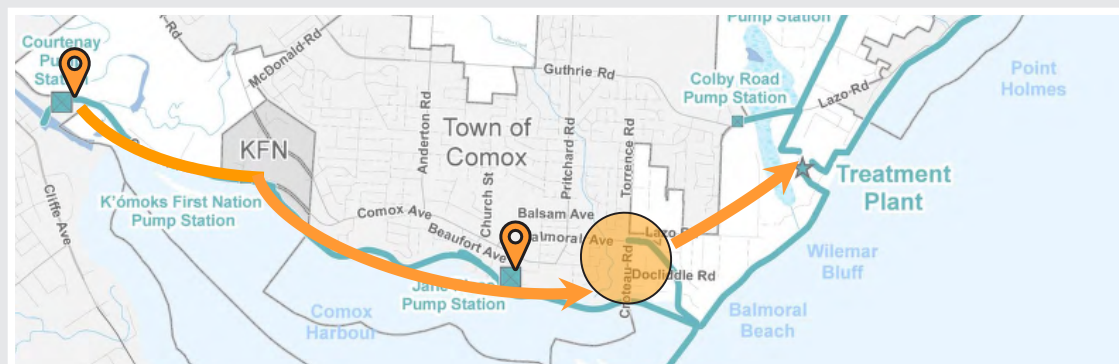 Courtenay
Pump
Station
McDonald Rd
KFN
K'ómoks First Nation
Pump Station
Cliffe Ave
Anderton Rd
Town of
Comox
Church St
Comox Ave
Beaufort Ave
Pump Station
Comox
Harbour
Guthrie Rd
Pritchard Rd
Torrence Rd
Balsam Ave
Balmoral Ave
Lazo Rd
Croteau Rd
Docliddle Rd
Pump Station
Colby Road
Pump Station
Lazo Rd
Point
Holmes
Treatment
Plant
Wilemar
Bluff
Balmoral
Beach